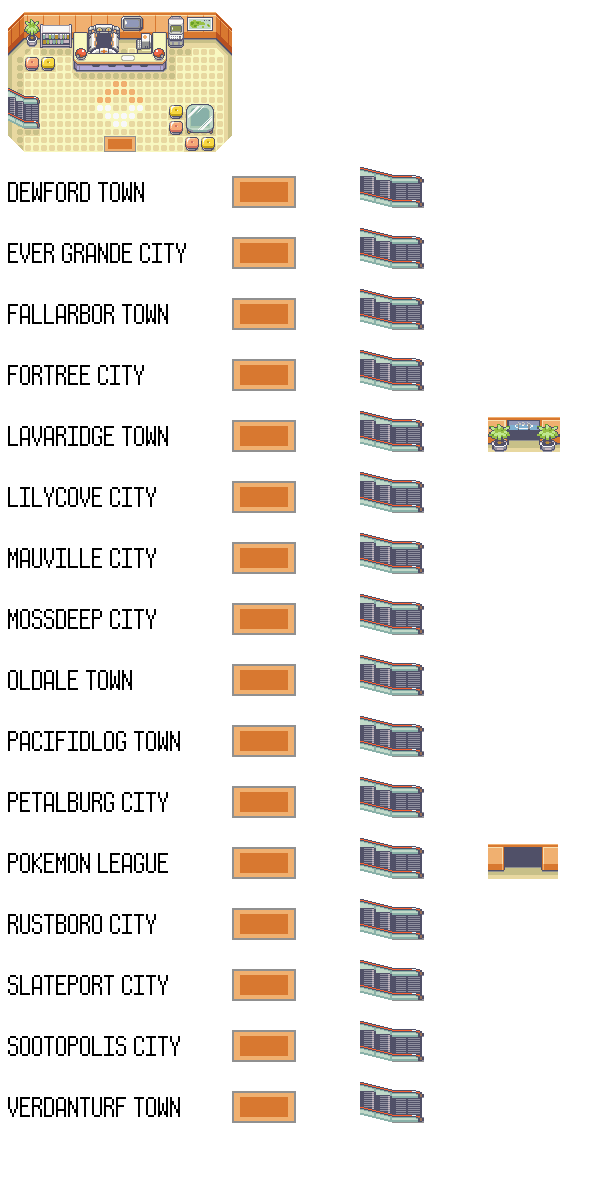 DEWFORD TOWN
EVER GRANDE CITY
FALLARBOR TOWN
FORTREE CITY
LAVARIDGE TOWN
LILYCOVE CITY
MAUVILLE CITY
MOSSDEEP CITY
OLDALE TOWN
PACIFIDLOG TOWN
PETALBURG CITY
POKEMON LEAGUE
RUSTBORO CITY
SLATEPORT CITY
SOOTOPOLIS CITY
VERDANTURF TOWN